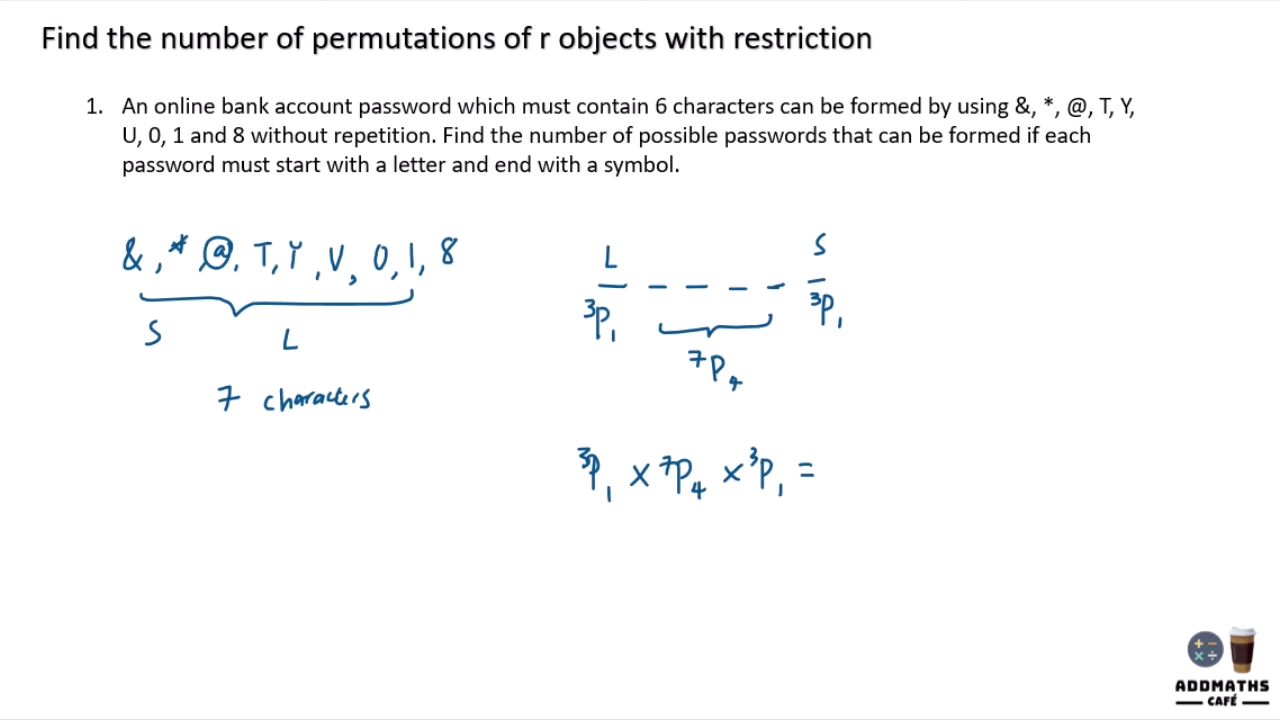 Find the number of permutations of r objects with restriction
1. An online bank account password which must contain 6 characters can be formed by using &, *, @, T, Y,
U, 0, 1 and 8 without repetition. Find the number of possible passwords that can be formed if each
password must start with a letter and end with a symbol.
&, * @, T, Y, V, 0, 1, 8
S L
7 characters
L _ _ _ _ S
³P₁ ⁷P₄ ³P₁
³P₁ × ⁷P₄ × ³P₁ =
ADDMATHS
CAFÉ